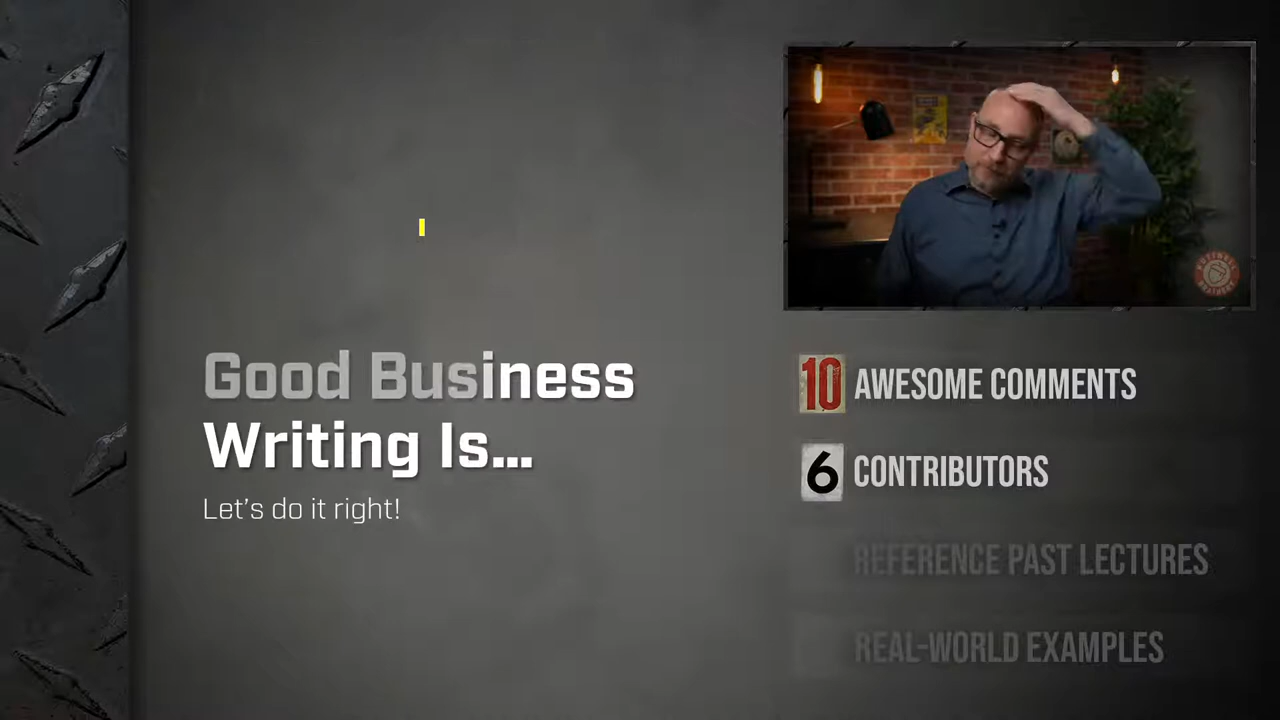 Good Business
Writing Is...
Let's do it right!
10 AWESOME COMMENTS
6 CONTRIBUTORS
REFERENCE PAST LECTURES
REAL-WORLD EXAMPLES